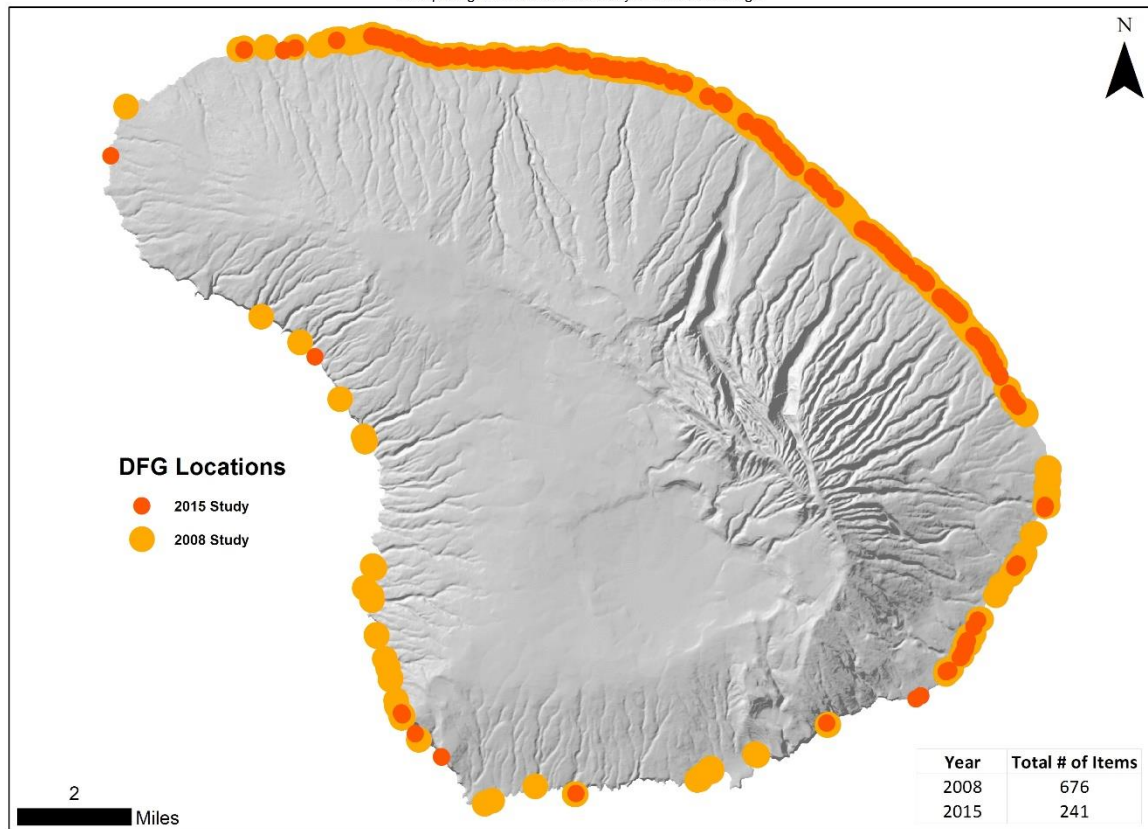 N
DFG Locations
2015 Study
2008 Study
2
Miles
Year Total # of Items
2008 676
2015 241